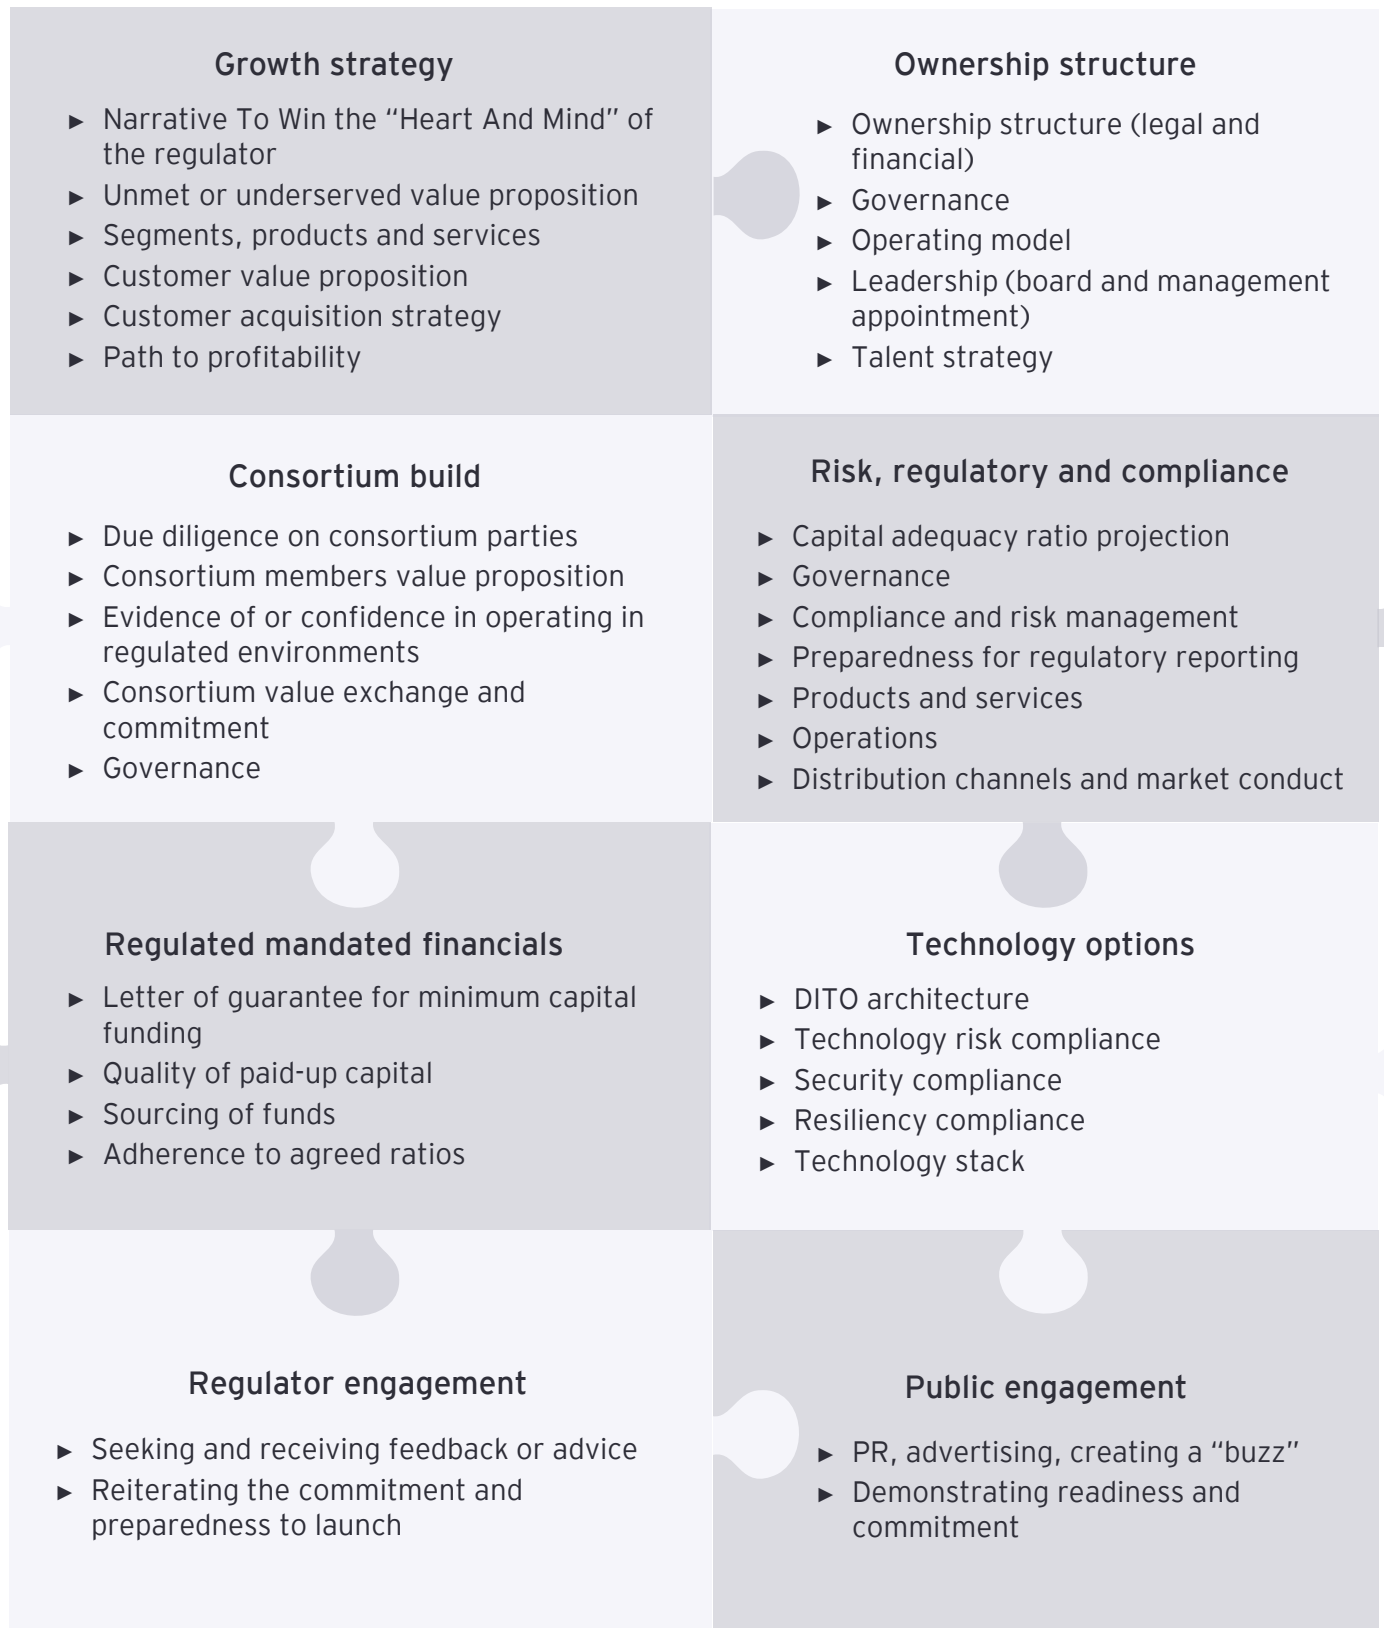 Growth strategy
► Narrative To Win the “Heart And Mind” of
the regulator
► Unmet or underserved value proposition
► Segments, products and services
► Customer value proposition
► Customer acquisition strategy
► Path to profitability
Ownership structure
► Ownership structure (legal and
financial)
► Governance
► Operating model
► Leadership (board and management
appointment)
► Talent strategy
Consortium build
► Due diligence on consortium parties
► Consortium members value proposition
► Evidence of or confidence in operating in
regulated environments
► Consortium value exchange and
commitment
► Governance
Risk, regulatory and compliance
► Capital adequacy ratio projection
► Governance
► Compliance and risk management
► Preparedness for regulatory reporting
► Products and services
► Operations
► Distribution channels and market conduct
Regulated mandated financials
► Letter of guarantee for minimum capital
funding
► Quality of paid-up capital
► Sourcing of funds
► Adherence to agreed ratios
Technology options
► DITO architecture
► Technology risk compliance
► Security compliance
► Resiliency compliance
► Technology stack
Regulator engagement
► Seeking and receiving feedback or advice
► Reiterating the commitment and
preparedness to launch
Public engagement
► PR, advertising, creating a “buzz”
► Demonstrating readiness and
commitment